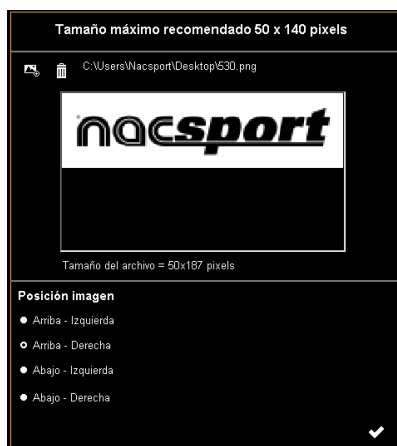 Tamaño máximo recomendado 50 x 140 pixels
C:\Users\Nacsport\Desktop\530.png
nacsport
Tamaño del archivo = 50x187 pixels
Posición imagen
Arriba - Izquierda
Arriba - Derecha
Abajo - Izquierda
Abajo - Derecha